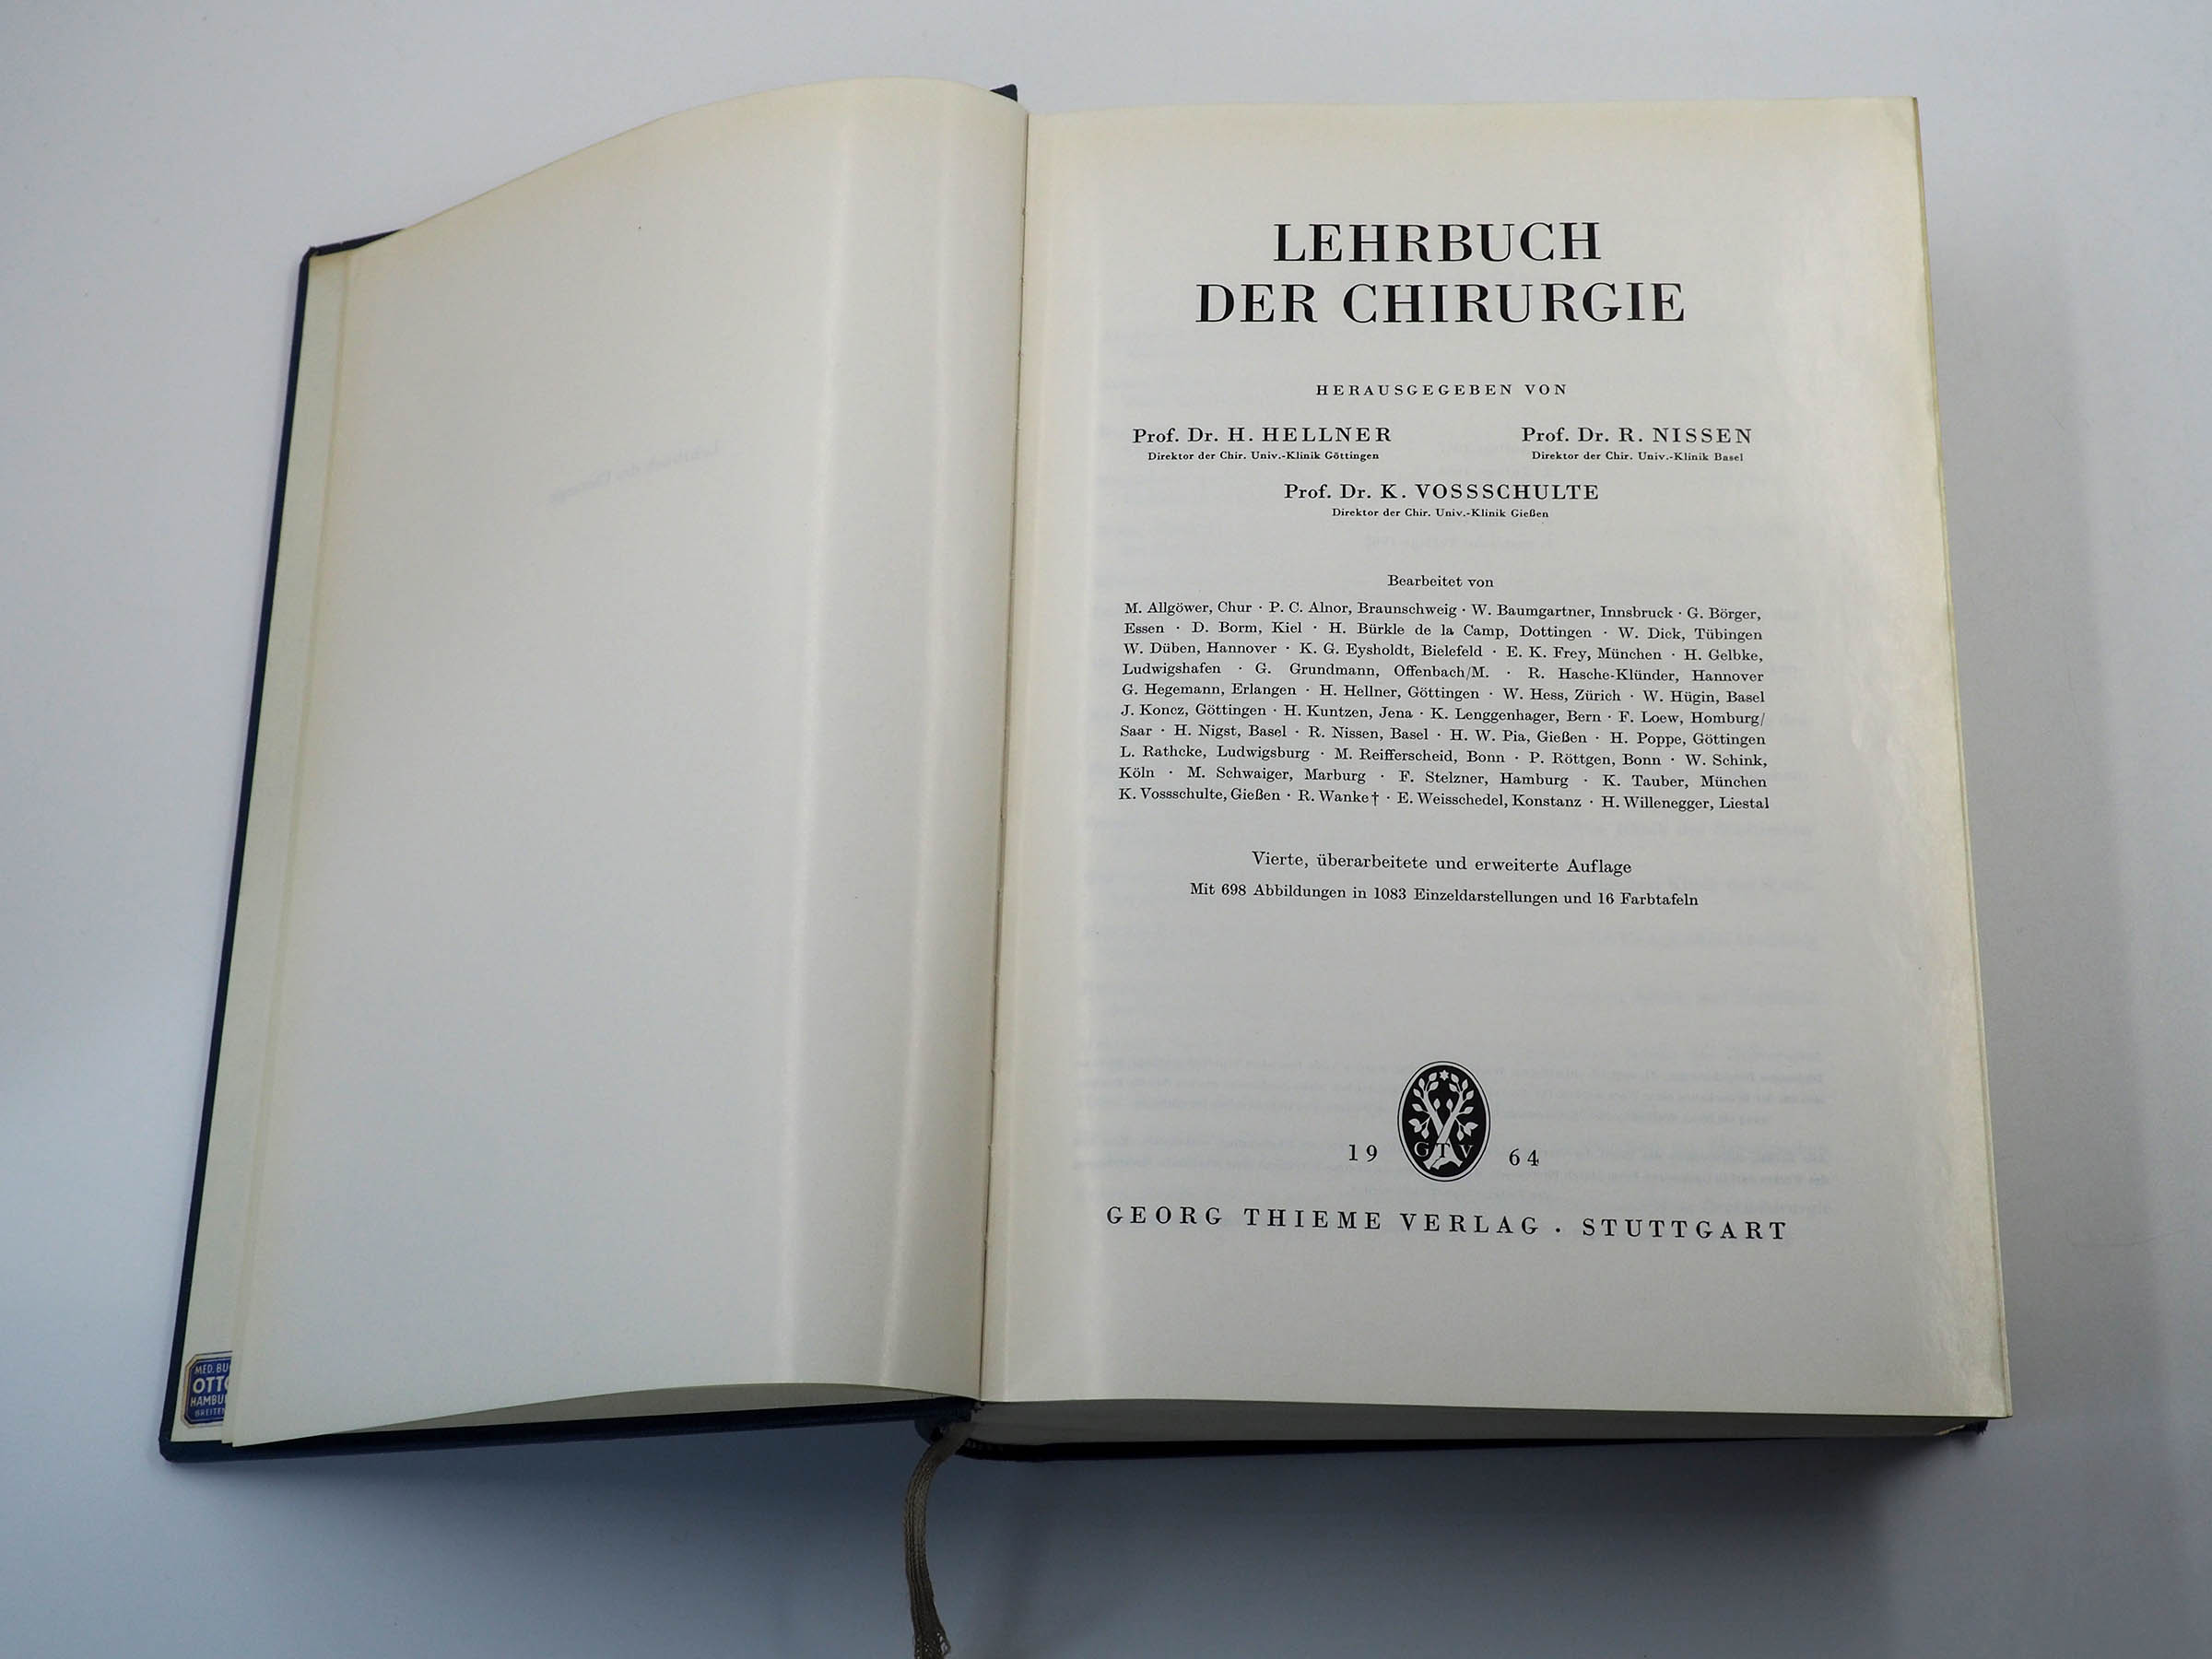 LEHRBUCH
DER CHIRURGIE
HERAUSGEGEBEN VON
Prof. Dr. H. HELLNER
Direktor der Chir. Univ.-Klinik Göttingen
Prof. Dr. R. NISSEN
Direktor der Chir. Univ.-Klinik Basel
Prof. Dr. K. VOSSSCHULTE
Direktor der Chir. Univ.-Klinik Gießen
Bearbeitet von
M. Allgöwer, Chur · P. C. Alnor, Braunschweig · W. Baumgartner, Innsbruck · G. Börger,
Essen · D. Borm, Kiel · H. Bürkle de la Camp, Dottingen · W. Dick, Tübingen
W. Düben, Hannover · K. G. Eysholdt, Bielefeld · E. K. Frey, München · H. Gelbke,
Ludwigshafen · G. Grundmann, Offenbach/M. · R. Hasche-Klünder, Hannover
G. Hegemann, Erlangen · H. Hellner, Göttingen · W. Hess, Zürich · W. Hügin, Basel
J. Koncz, Göttingen · H. Kuntzen, Jena · K. Lenggenhager, Bern · F. Loew, Homburg/
Saar · H. Nigst, Basel · R. Nissen, Basel · H. W. Pia, Gießen · H. Poppe, Göttingen
L. Rathcke, Ludwigsburg · M. Reifferscheid, Bonn · P. Röttgen, Bonn · W. Schink,
Köln · M. Schwaiger, Marburg · F. Stelzner, Hamburg · K. Tauber, München
K. Vossschulte, Gießen · R. Wanke† · E. Weisschedel, Konstanz · H. Willenegger, Liestal
Vierte, überarbeitete und erweiterte Auflage
Mit 698 Abbildungen in 1083 Einzeldarstellungen und 16 Farbtafeln
19 GTV 64
GEORG THIEME VERLAG · STUTTGART
MED. BU
OTTO
HAMBU
BREITEN